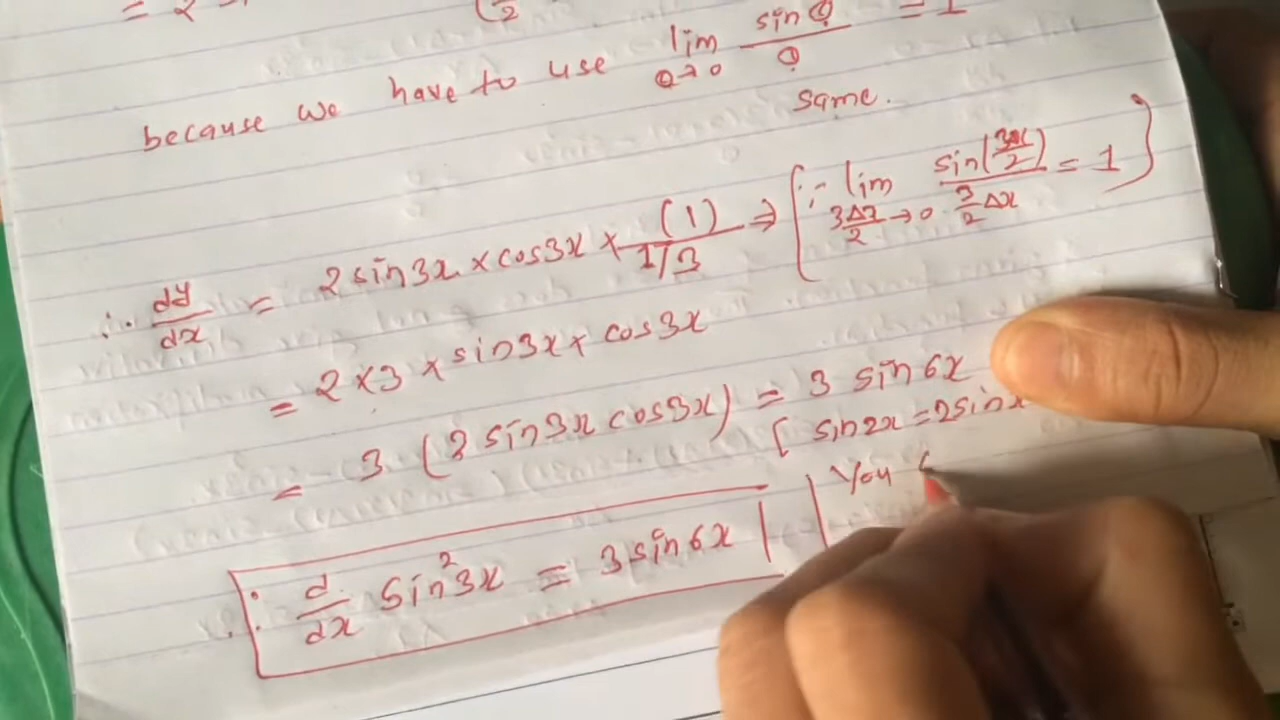 = 2
because we have to use lim θ→0 sinθ/θ = 1
same.
∴ dy/dx = 2 sin3x × cos3x × (1)/1/3 ⇒ [∵ lim 3Δx/2→0 sin(3Δx/2)/3/2 Δx = 1]
= 2×3 × sin3x × cos3x
= 3 (2 sin3x cos3x) = 3 sin6x
[ sin2x = 2sinx
∴ d/dx sin²3x = 3sin6x You